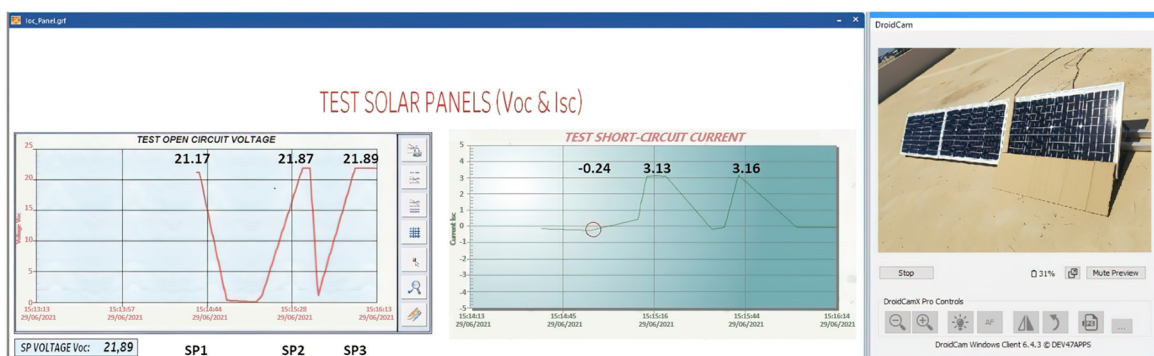 Ioc_Panel.grf
DroidCam
TEST SOLAR PANELS (Voc & Isc)
TEST OPEN CIRCUIT VOLTAGE
25
20
15
10
5
0
Voltage Voc
21.17
21.87
21.89
15:13:13
29/06/2021
15:13:57
29/06/2021
15:14:44
29/06/2021
15:15:28
29/06/2021
15:16:13
29/06/2021
TEST SHORT-CIRCUIT CURRENT
5
4
3
2
1
0
-1
-2
-3
-4
-5
Current Isc
-0.24
3.13
3.16
15:14:13
29/06/2021
15:14:45
29/06/2021
15:15:16
29/06/2021
15:15:44
29/06/2021
15:16:14
29/06/2021
SP VOLTAGE Voc: 21,89
SP1
SP2
SP3
Stop
31%
Mute Preview
DroidCamX Pro Controls
AF
123
...
DroidCam Windows Client 6.4.3 © DEV47APPS